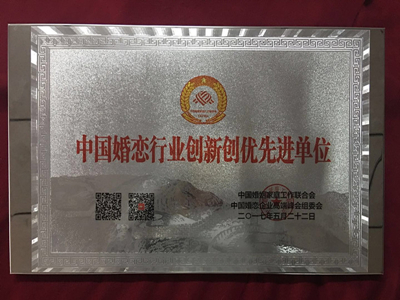 中国婚恋行业创新创优先进单位
中国婚姻家庭工作联合会
中国婚恋企业高端峰会组委会
二〇一七年五月二十二日